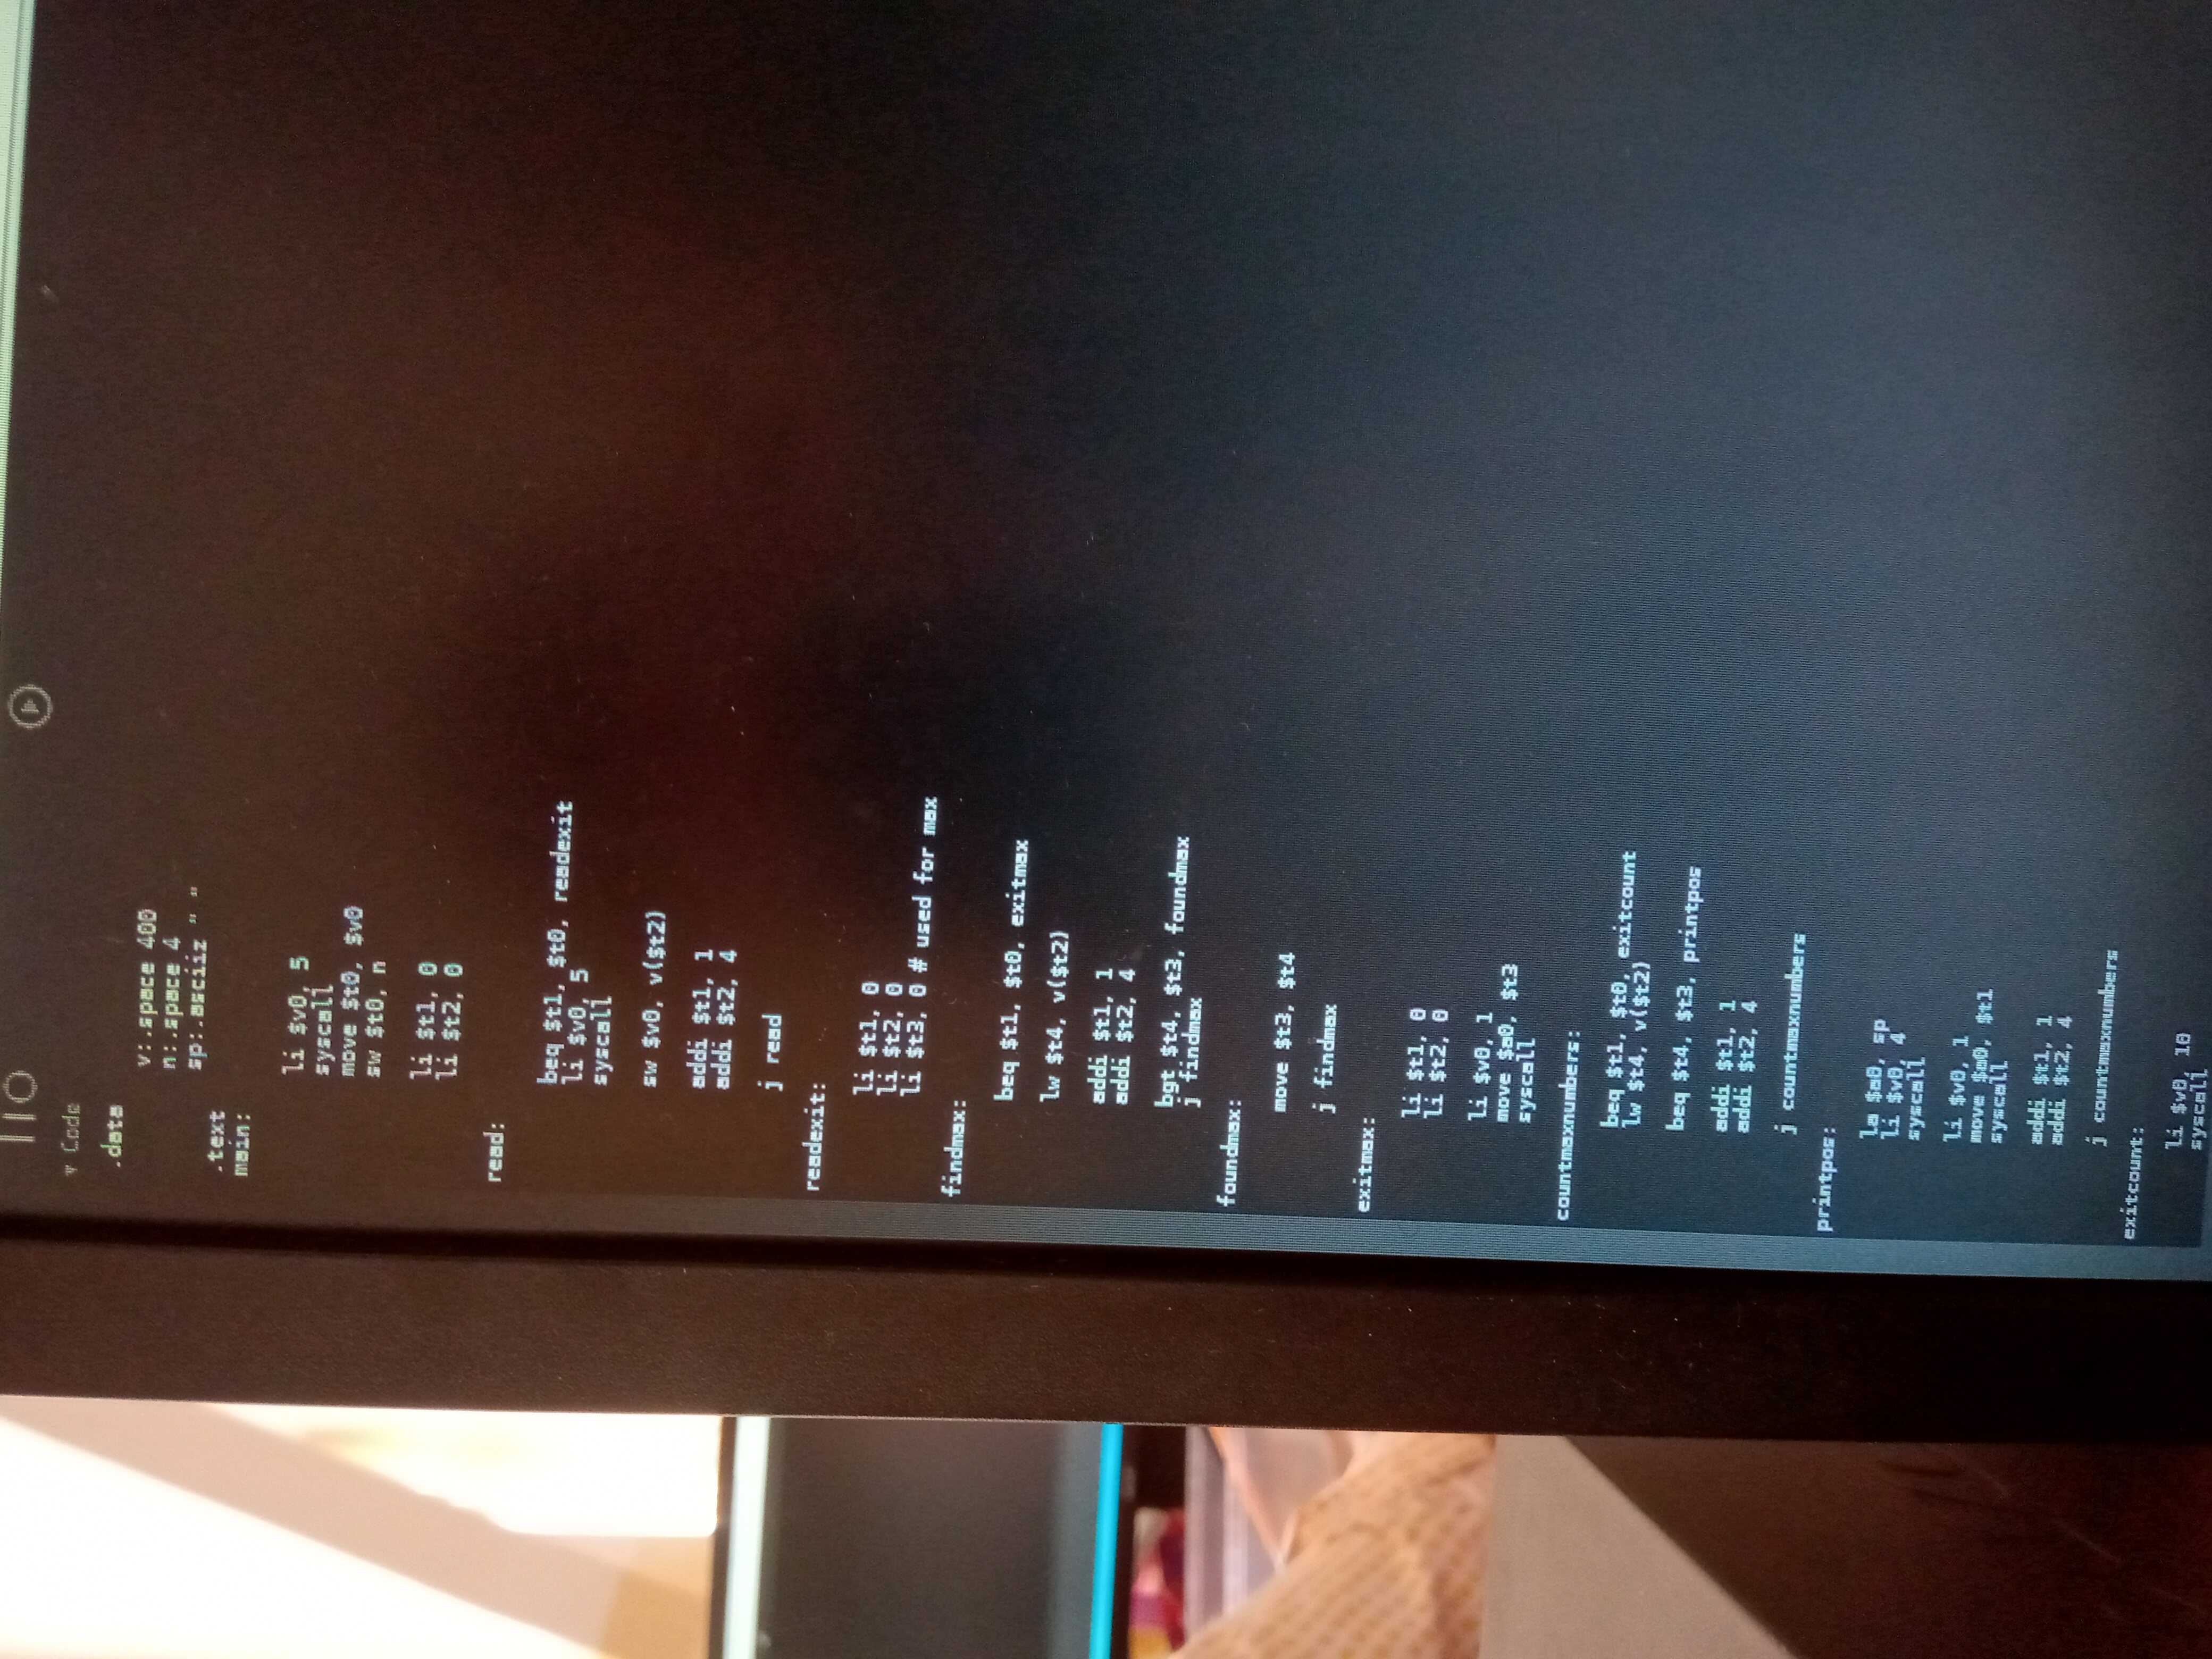 TIO
▼ Code
.data
v:.space 400
n:.space 4
sp:.asciiz " "
.text
main:
li $v0, 5
syscall
move $t0, $v0
sw $t0, n
li $t1, 0
li $t2, 0
read:
beq $t1, $t0, readexit
li $v0, 5
syscall
sw $v0, v($t2)
addi $t1, 1
addi $t2, 4
j read
readexit:
li $t1, 0
li $t2, 0
li $t3, 0 # used for max
findmax:
beq $t1, $t0, exitmax
lw $t4, v($t2)
addi $t1, 1
addi $t2, 4
bgt $t4, $t3, foundmax
j findmax
foundmax:
move $t3, $t4
j findmax
exitmax:
li $t1, 0
li $t2, 0
li $v0, 1
move $a0, $t3
syscall
countmaxnumbers:
beq $t1, $t0, exitcount
lw $t4, v($t2)
beq $t4, $t3, printpos
addi $t1, 1
addi $t2, 4
j countmaxnumbers
printpos:
la $a0, sp
li $v0, 4
syscall
li $v0, 1
move $a0, $t1
syscall
addi $t1, 1
addi $t2, 4
j countmaxnumbers
exitcount:
li $v0, 10
syscall